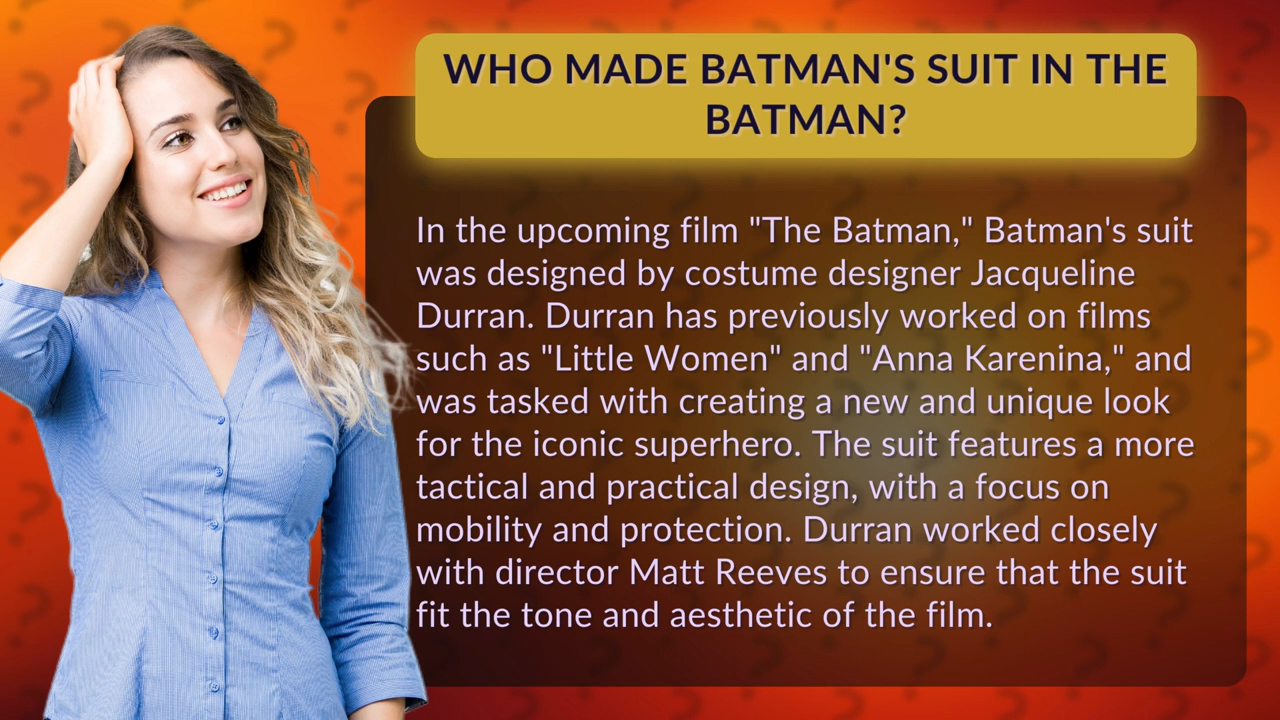 WHO MADE BATMAN'S SUIT IN THE
BATMAN?
In the upcoming film "The Batman," Batman's suit
was designed by costume designer Jacqueline
Durran. Durran has previously worked on films
such as "Little Women" and "Anna Karenina," and
was tasked with creating a new and unique look
for the iconic superhero. The suit features a more
tactical and practical design, with a focus on
mobility and protection. Durran worked closely
with director Matt Reeves to ensure that the suit
fit the tone and aesthetic of the film.